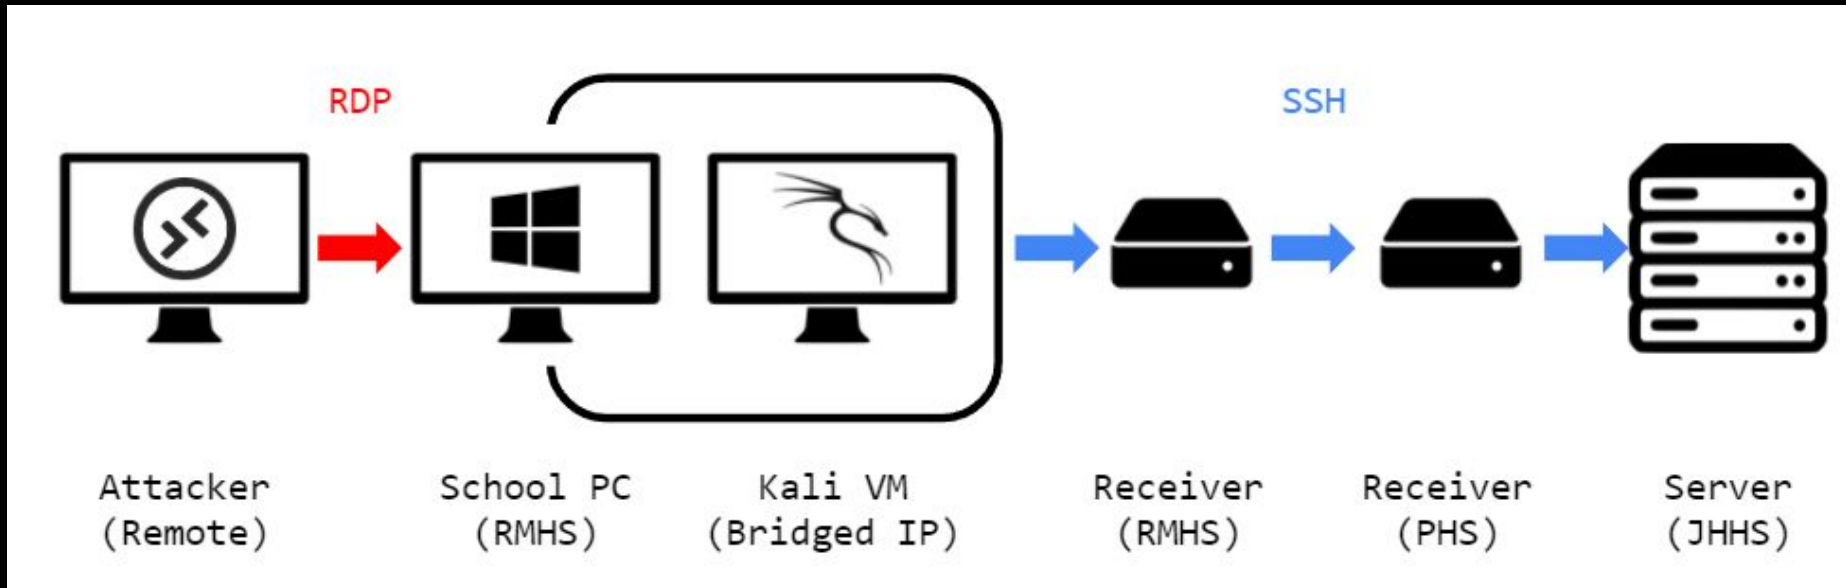 RDP
SSH
Attacker
(Remote)
School PC
(RMHS)
Kali VM
(Bridged IP)
Receiver
(RMHS)
Receiver
(PHS)
Server
(JHHS)